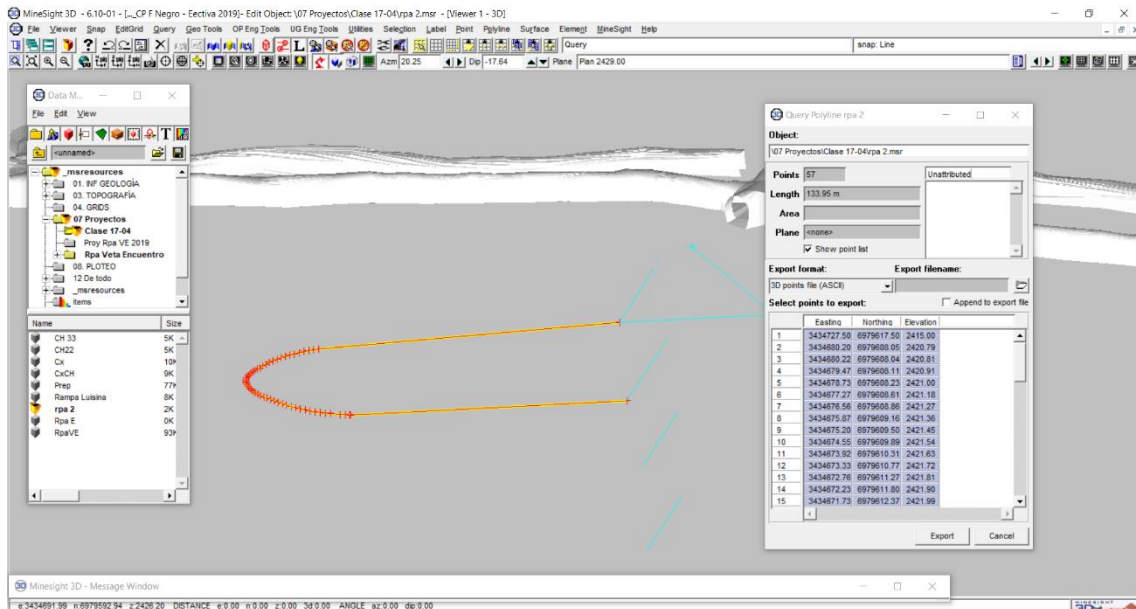 MineSight 3D - 6.10-01 - [..._CP F Negro - Eectiva 2019]- Edit Object: \07 Proyectos\Clase 17-04\rpa 2.msr - [Viewer 1 - 3D]
File Viewer Snap EditGrid Query Geo Tools OP Eng Tools UG Eng Tools Utilities Selection Label Point Polyline Surface Element MineSight Help
Query
snap: Line
Azm 20.25 Dip -17.64 Plane Plan 2429.00
Data M...
File Edit View
<unnamed>
_msresources
01. INF GEOLOGÍA
03. TOPOGRAFÍA
04. GRIDS
07 Proyectos
Clase 17-04
Proy Rpa VE 2019
Rpa Veta Encuentro
08. PLOTEO
12 De todo
_msresources
items
Name Size
CH 33 5K
CH22 5K
Cx 10K
CxCH 9K
Prep 77K
Rampa Luisina 8K
rpa 2 2K
Rpa E 0K
RpaVE 93K
Query Polyline rpa 2
Object:
\07 Proyectos\Clase 17-04\rpa 2.msr
Points 57 Unattributed
Length 133.95 m
Area
Plane <none>
Show point list
Export format: Export filename:
3D points file (ASCII)
Select points to export: Append to export file
Easting Northing Elevation
1 3434727.50 6979617.50 2415.00
2 3434680.20 6979608.05 2420.79
3 3434680.22 6979608.04 2420.81
4 3434679.47 6979608.11 2420.91
5 3434678.73 6979608.23 2421.00
6 3434677.27 6979608.61 2421.18
7 3434676.56 6979608.86 2421.27
8 3434675.87 6979609.16 2421.36
9 3434675.20 6979609.50 2421.45
10 3434674.55 6979609.89 2421.54
11 3434673.92 6979610.31 2421.63
12 3434673.33 6979610.77 2421.72
13 3434672.76 6979611.27 2421.81
14 3434672.23 6979611.80 2421.90
15 3434671.73 6979612.37 2421.99
Export Cancel
Minesight 3D - Message Window
e:3434691.99 n:6979592.94 z:2426.20 DISTANCE e:0.00 n:0.00 z:0.00 3d:0.00 ANGLE az:0.00 dip:0.00
MINESIGHT